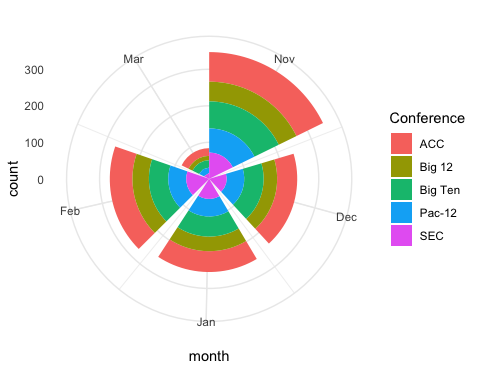 Mar
Nov
300
200
100
0
count
Feb
Dec
Jan
month
Conference
ACC
Big 12
Big Ten
Pac-12
SEC